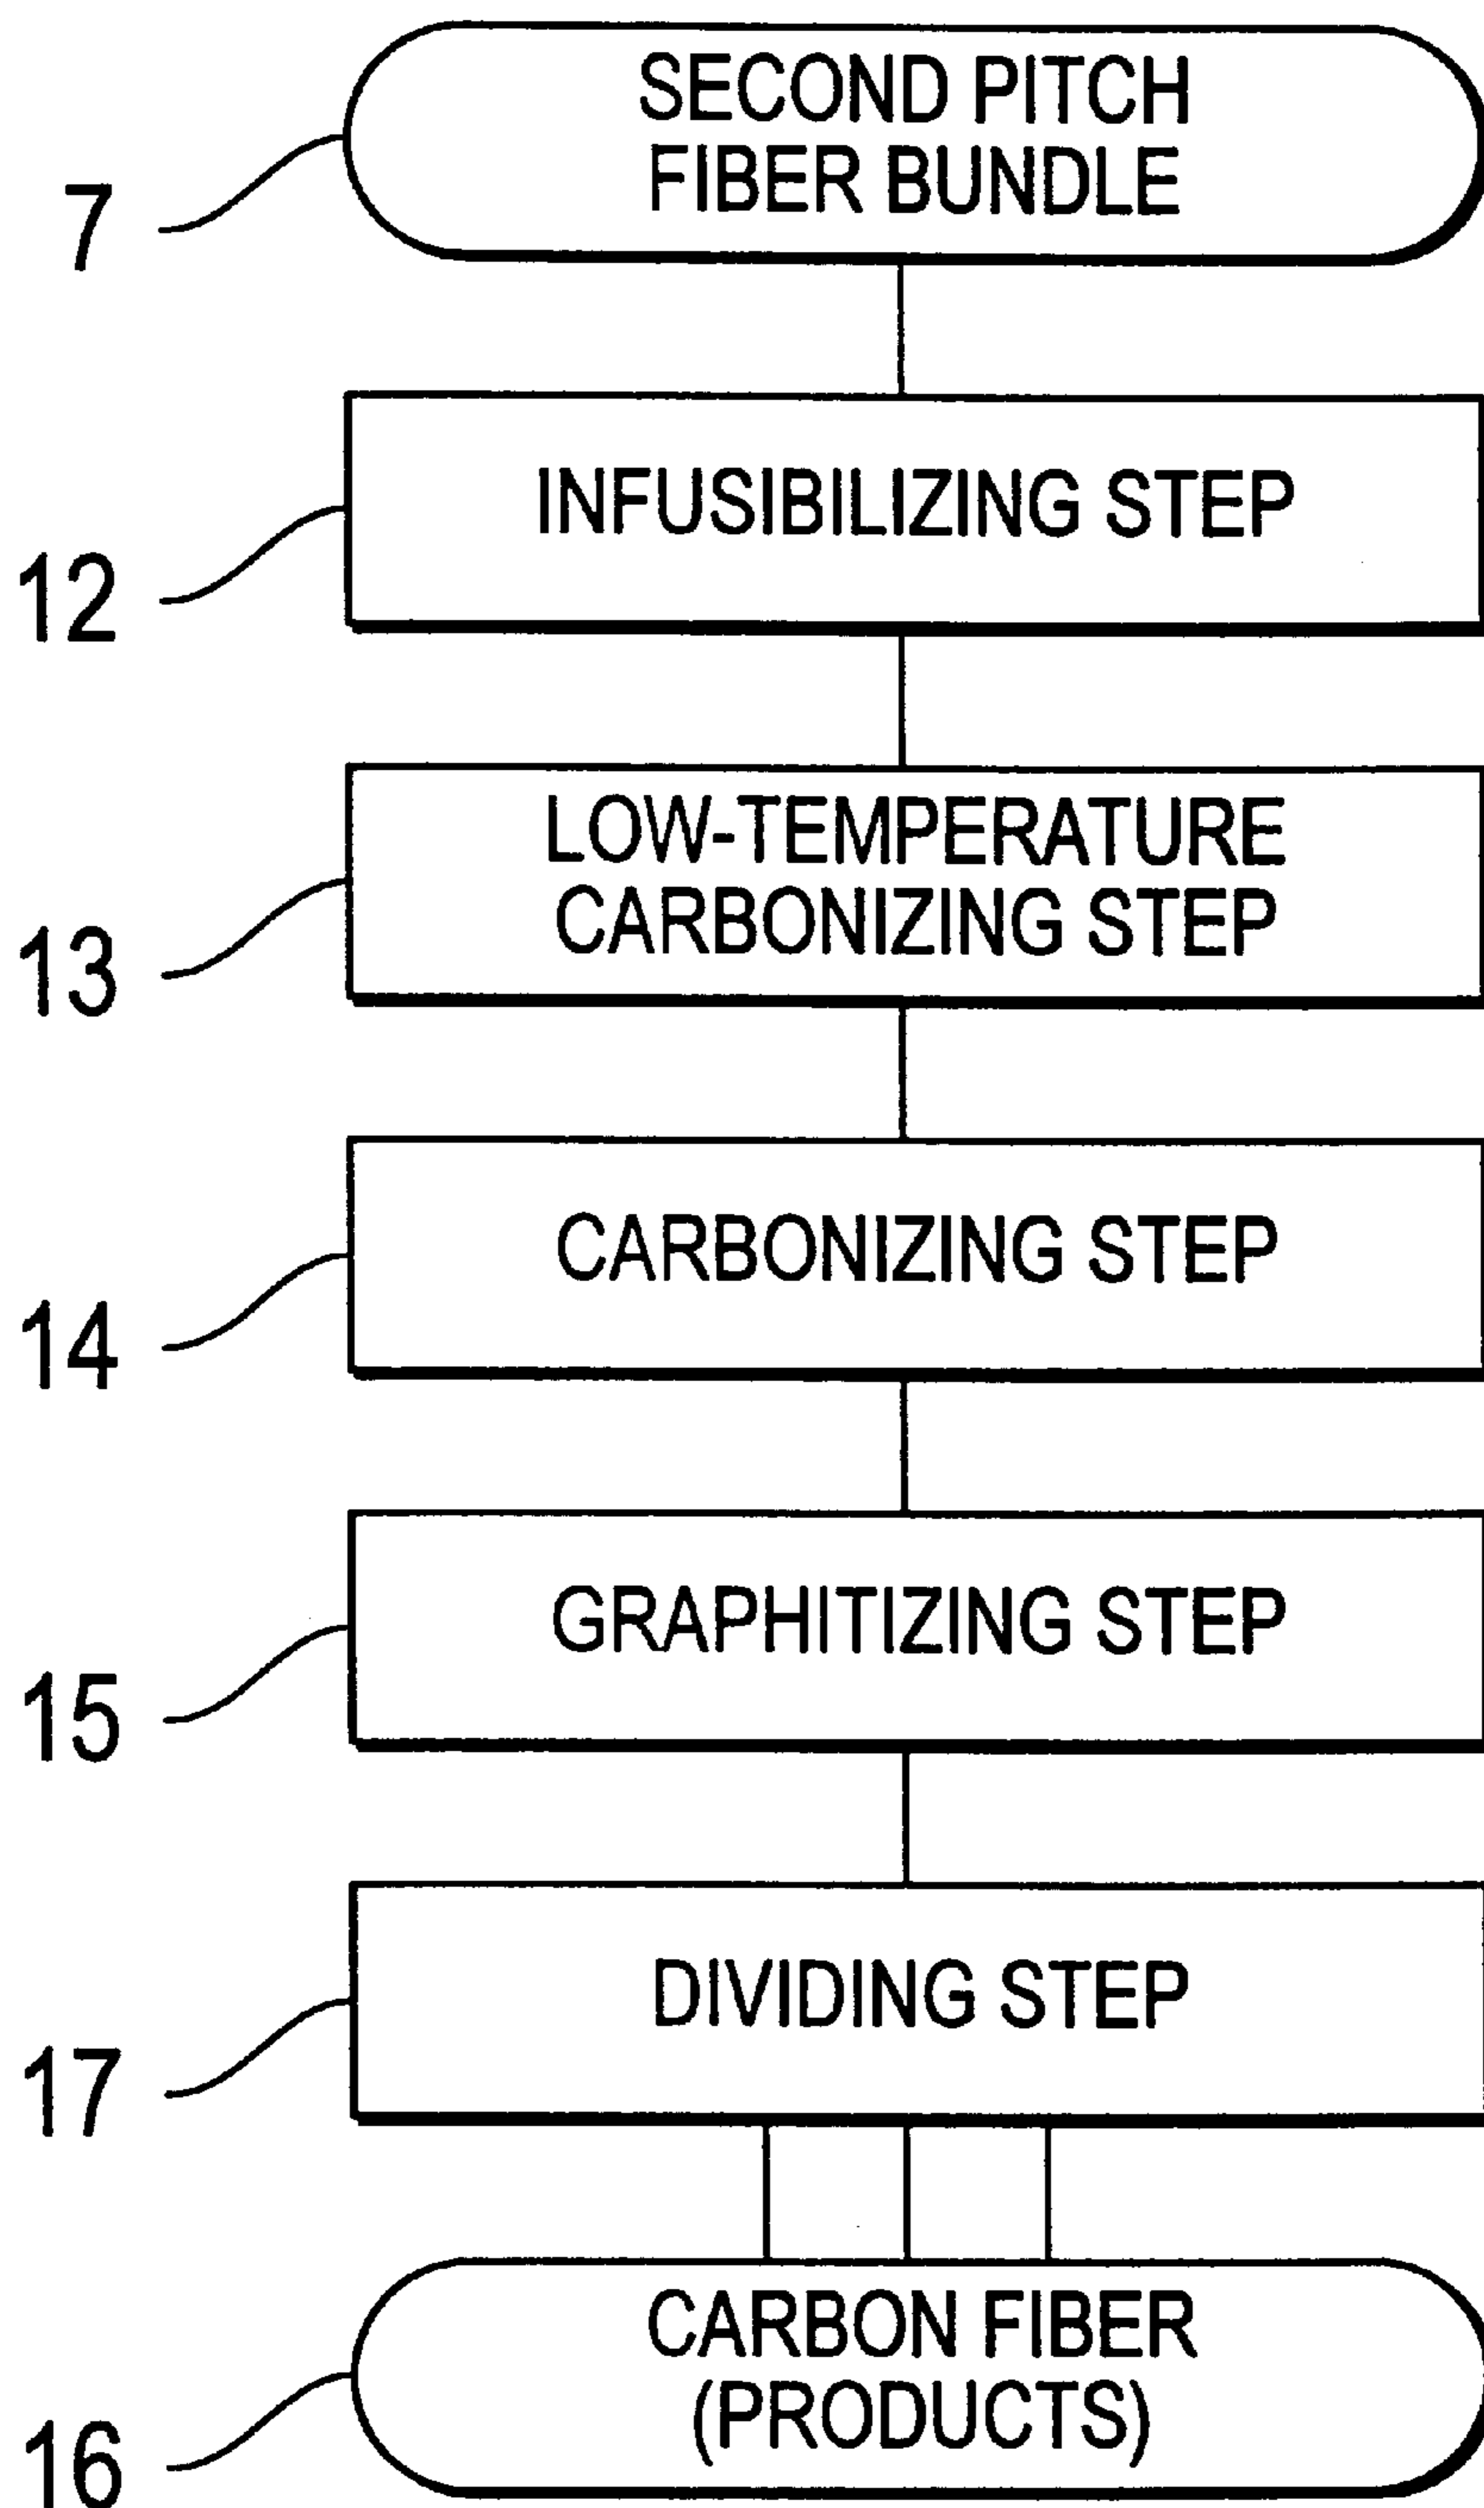 SECOND PITCH
FIBER BUNDLE
7
INFUSIBILIZING STEP
12
LOW-TEMPERATURE
CARBONIZING STEP
13
CARBONIZING STEP
14
GRAPHITIZING STEP
15
DIVIDING STEP
17
CARBON FIBER
(PRODUCTS)
16